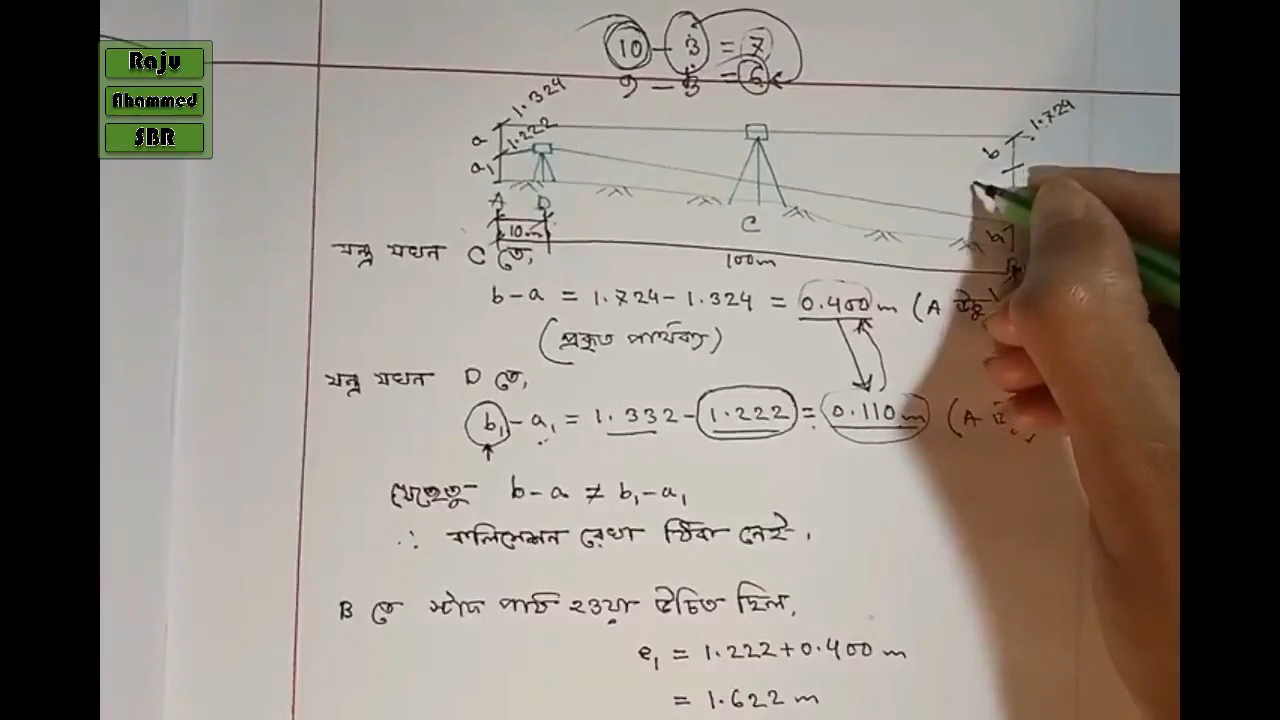 Raju
Ahammed
SBR
10 - 3 = 7
9 - 3 = 6
1.324
1.222
1.724
a
a₁
b
b₁
A D
C
10m
100m
যন্ত্র যখন C তে,
b-a = 1.724 - 1.324 = 0.400 m (A উঁচু
(প্রকৃত পার্থক্য)
যন্ত্র যখন D তে,
b₁-a₁ = 1.332 - 1.222 = 0.110 m (A
যেহেতু b-a ≠ b₁-a₁
∴ কলিমেশন রেখা ঠিক নেই।
B তে স্টাফ পাঠ হওয়া উচিত ছিল,
e₁ = 1.222+0.400 m
= 1.622 m